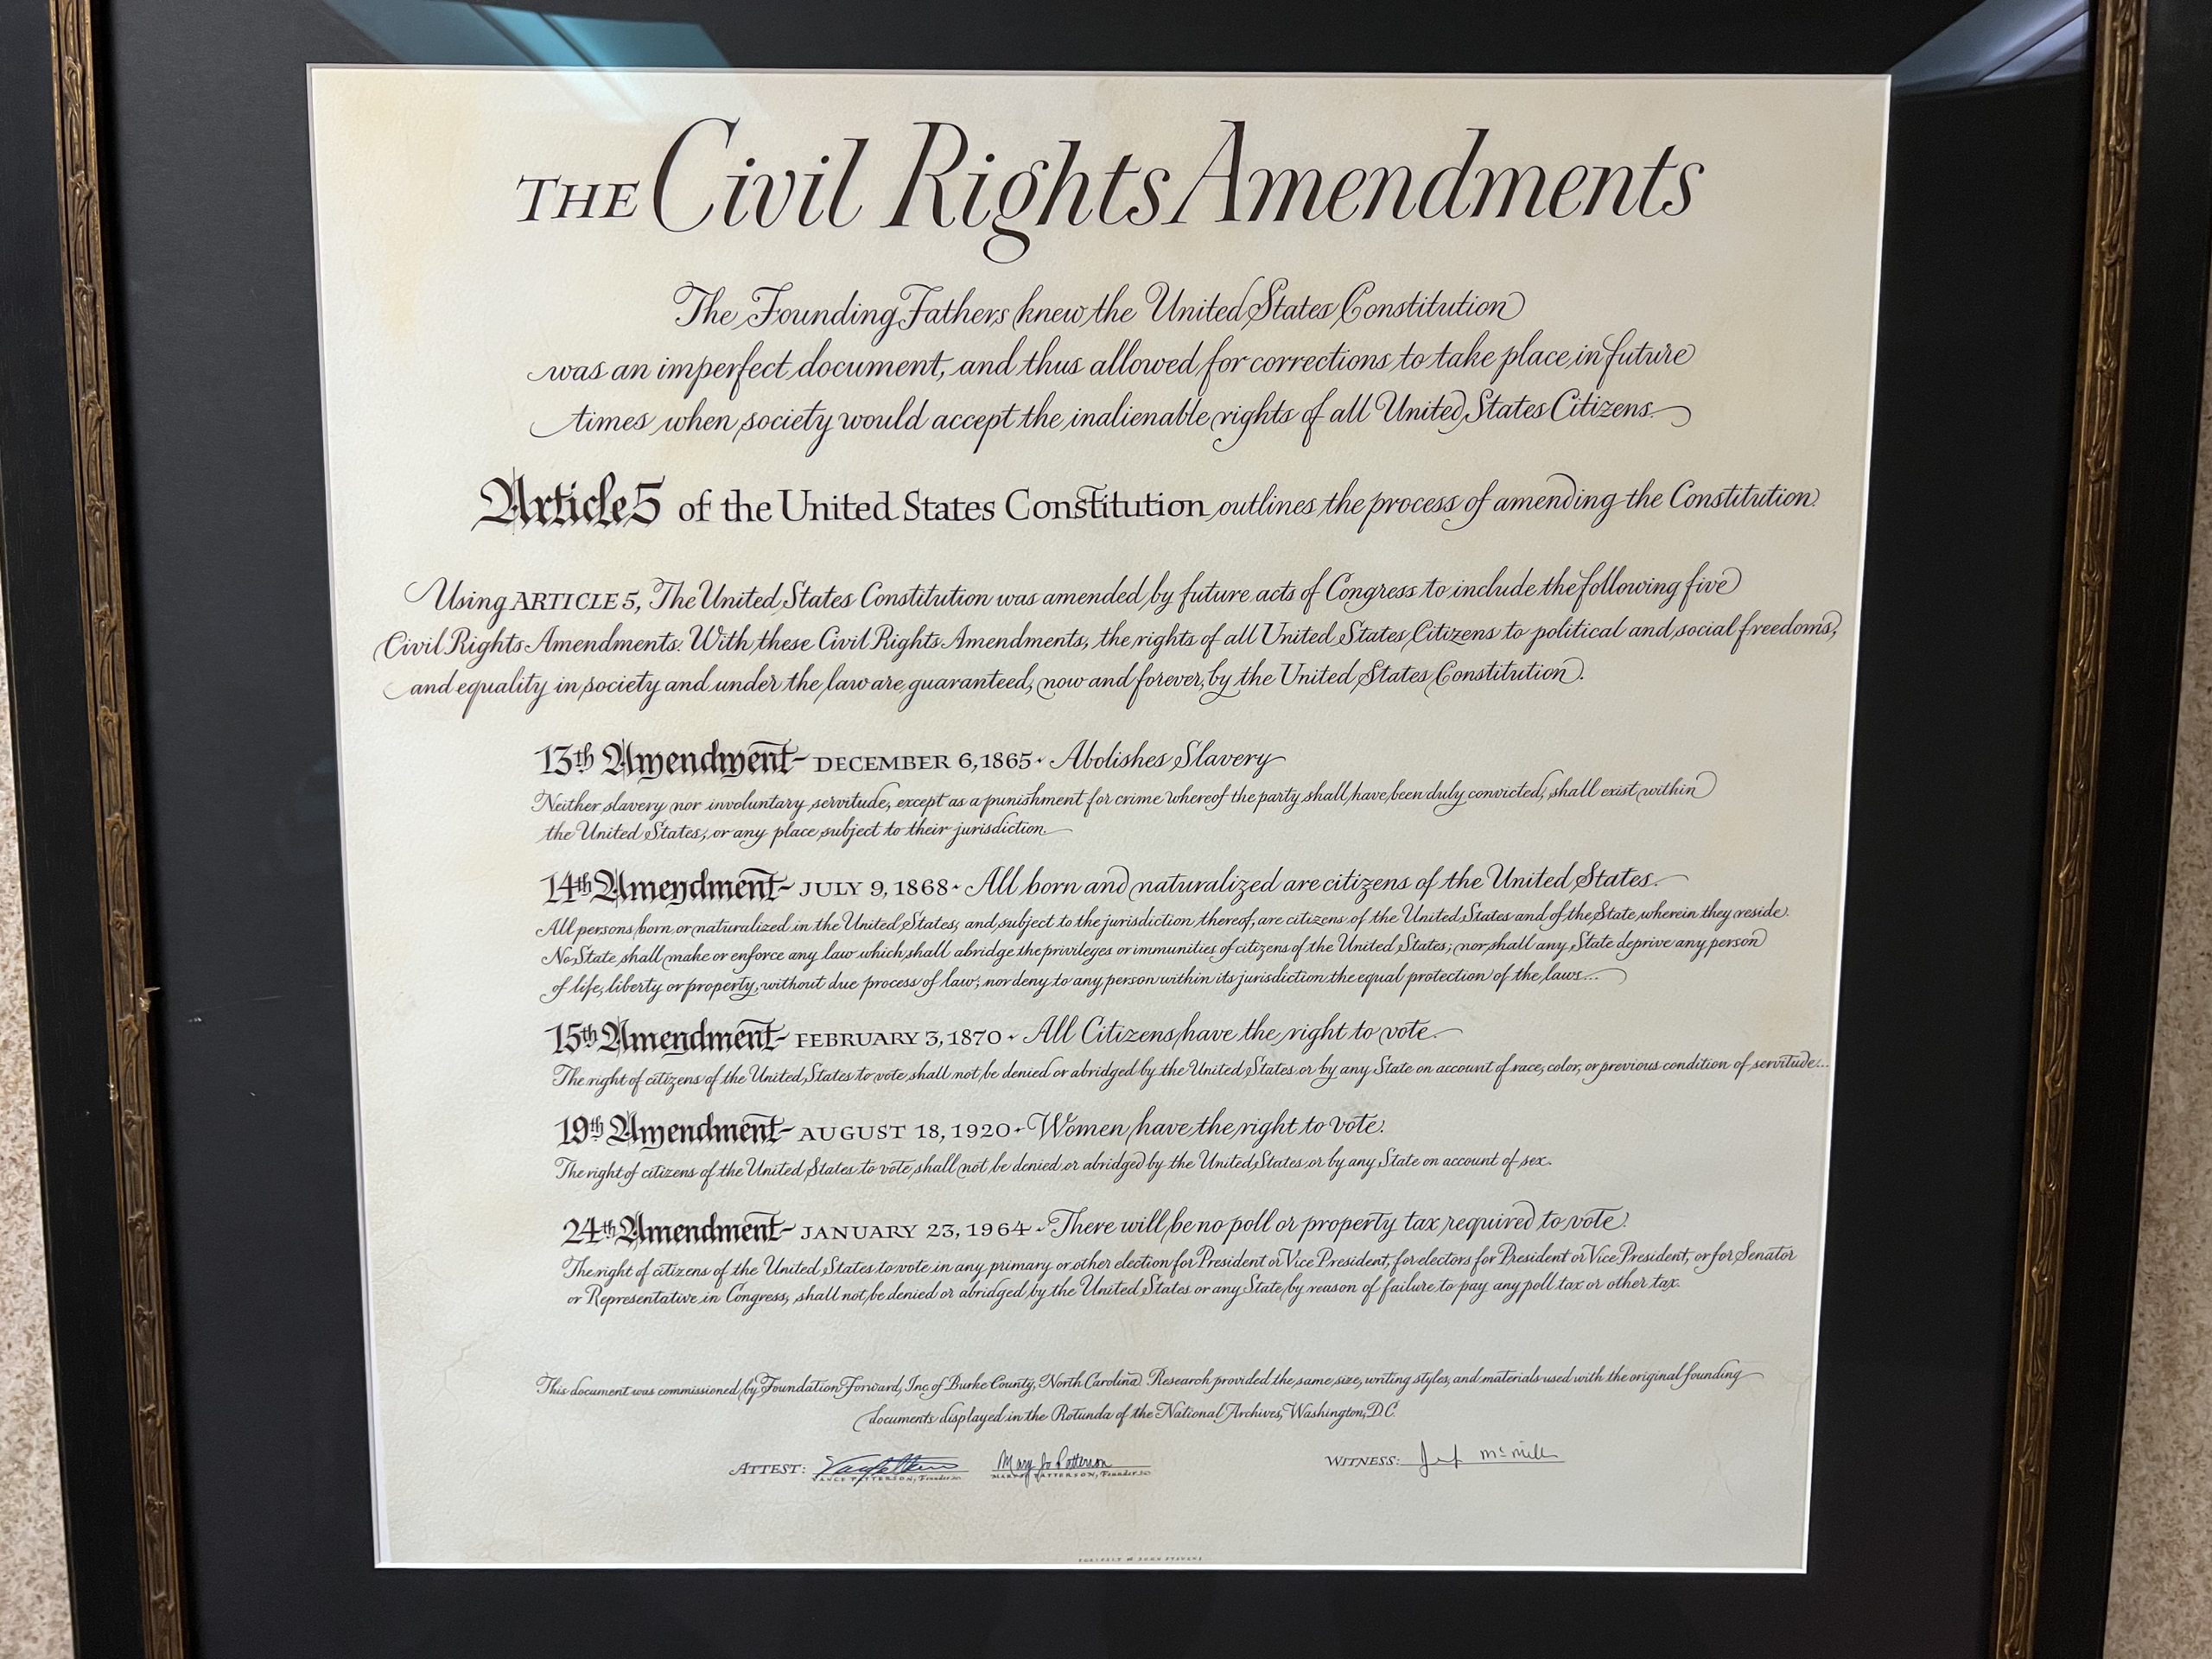 THE Civil Rights Amendments
The Founding Fathers knew the United States Constitution
was an imperfect document, and thus allowed for corrections to take place in future
times when society would accept the inalienable rights of all United States Citizens.
Article 5 of the United States Constitution outlines the process of amending the Constitution.
Using ARTICLE 5, The United States Constitution was amended by future acts of Congress to include the following five
Civil Rights Amendments. With these Civil Rights Amendments, the rights of all United States Citizens to political and social freedoms,
and equality in society and under the law are guaranteed, now and forever, by the United States Constitution.
13th Amendment - DECEMBER 6, 1865 - Abolishes Slavery
Neither slavery nor involuntary servitude, except as a punishment for crime whereof the party shall have been duly convicted, shall exist within
the United States, or any place subject to their jurisdiction.
14th Amendment - JULY 9, 1868 - All born and naturalized are citizens of the United States.
All persons born or naturalized in the United States, and subject to the jurisdiction thereof, are citizens of the United States and of the State wherein they reside.
No State shall make or enforce any law which shall abridge the privileges or immunities of citizens of the United States; nor shall any State deprive any person
of life, liberty or property, without due process of law; nor deny to any person within its jurisdiction the equal protection of the laws...
15th Amendment - FEBRUARY 3, 1870 - All Citizens have the right to vote.
The right of citizens of the United States to vote shall not be denied or abridged by the United States or by any State on account of race, color, or previous condition of servitude...
19th Amendment - AUGUST 18, 1920 - Women have the right to vote.
The right of citizens of the United States to vote shall not be denied or abridged by the United States or by any State on account of sex.
24th Amendment - JANUARY 23, 1964 - There will be no poll or property tax required to vote.
The right of citizens of the United States to vote in any primary or other election for President or Vice President, for electors for President or Vice President, or for Senator
or Representative in Congress, shall not be denied or abridged by the United States or any State by reason of failure to pay any poll tax or other tax.
This document was commissioned by Foundation Forward, Inc. of Burke County, North Carolina. Research provided the same size, writing styles, and materials used with the original founding
documents displayed in the Rotunda of the National Archives, Washington, D.C.
ATTEST: Mary Jo Patterson WITNESS:
VANCE PATTERSON, Founder PATTERSON, Founder
JOHN STEVENS